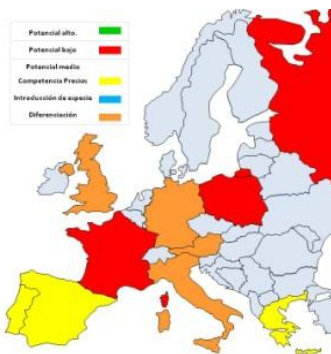 Potencial alto.
Potencial bajo
Potencial medio
Competencia Precios
Introducción de especie
Diferenciación